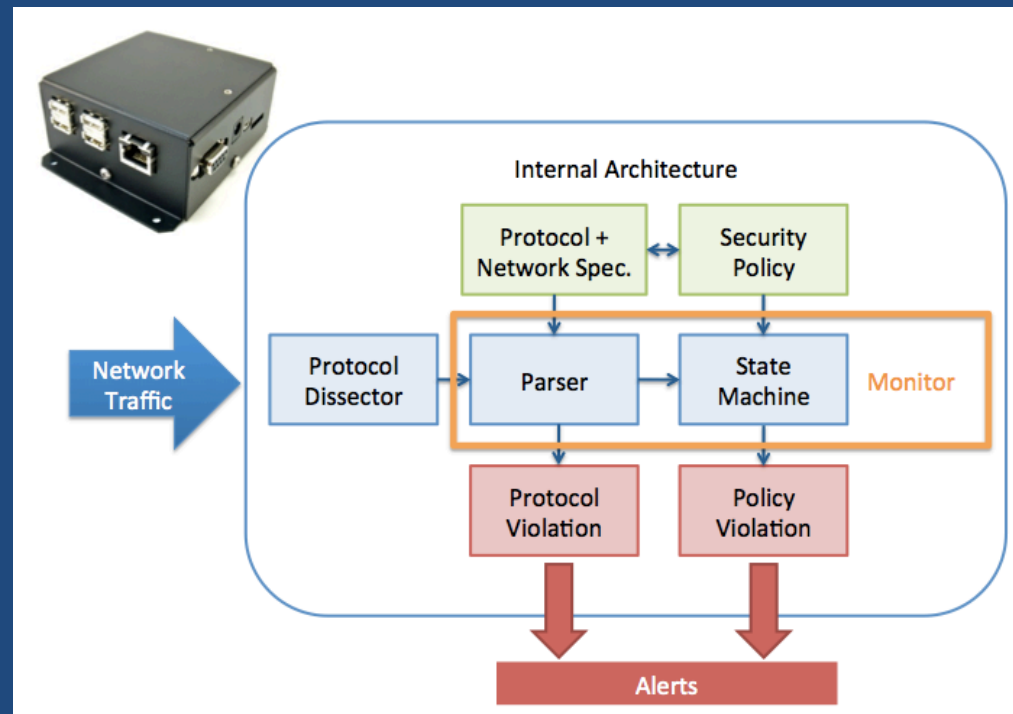 Internal Architecture
Protocol +
Network Spec.
Security
Policy
Network
Traffic
Protocol
Dissector
Parser
State
Machine
Monitor
Protocol
Violation
Policy
Violation
Alerts